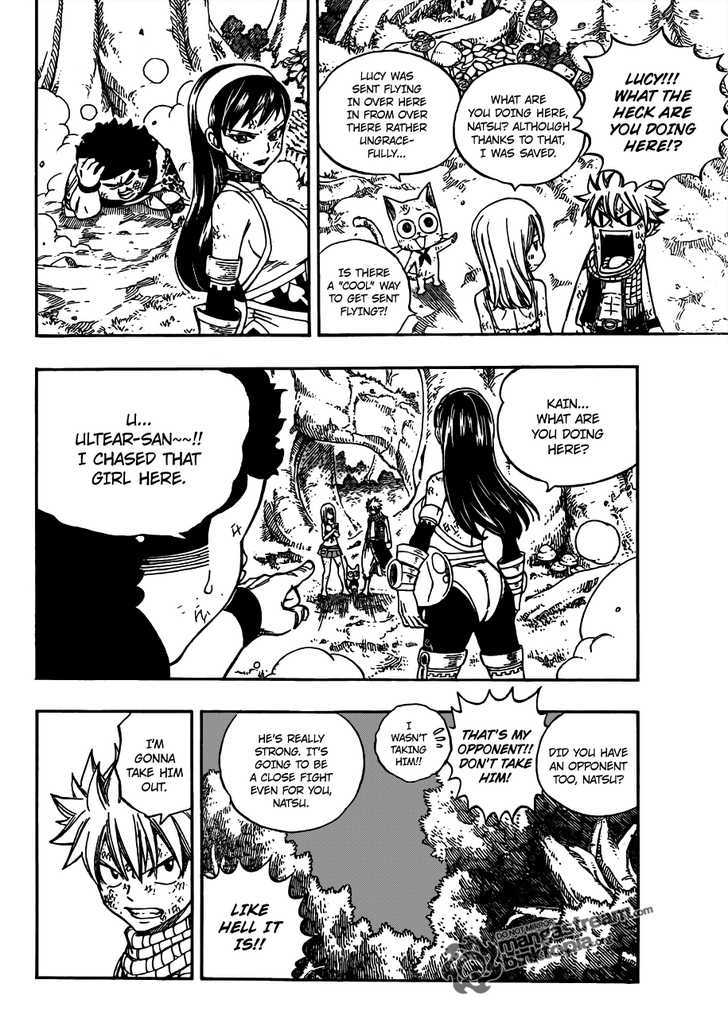 LUCY!!!
WHAT THE
HECK ARE
YOU DOING
HERE!?
WHAT ARE
YOU DOING HERE,
NATSU? ALTHOUGH
THANKS TO THAT,
I WAS SAVED.
LUCY WAS
SENT FLYING
IN OVER HERE
IN FROM OVER
THERE RATHER
UNGRACE-
FULLY...
IS THERE
A "COOL" WAY
TO GET SENT
FLYING?!
KAIN...
WHAT ARE
YOU DOING
HERE?
U...
ULTEAR-SAN~~!!
I CHASED THAT
GIRL HERE.
DID YOU HAVE
AN OPPONENT
TOO, NATSU?
THAT'S MY
OPPONENT!!
DON'T TAKE
HIM!
I
WASN'T
TAKING
HIM!!
HE'S REALLY
STRONG. IT'S
GOING TO BE
A CLOSE FIGHT
EVEN FOR YOU,
NATSU.
LIKE
HELL IT
IS!!
I'M
GONNA
TAKE HIM
OUT.
mangastream.com